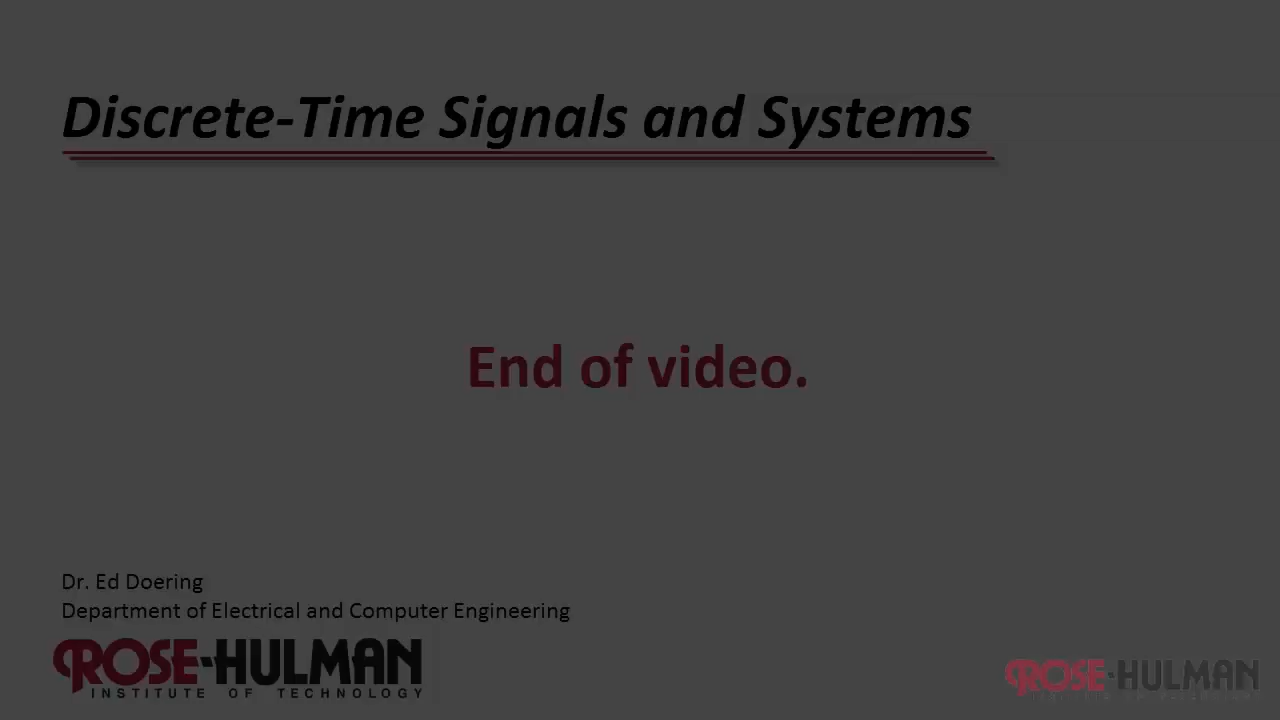 Discrete-Time Signals and Systems
End of video.
Dr. Ed Doering
Department of Electrical and Computer Engineering
ROSE-HULMAN
INSTITUTE OF TECHNOLOGY
ROSE-HULMAN